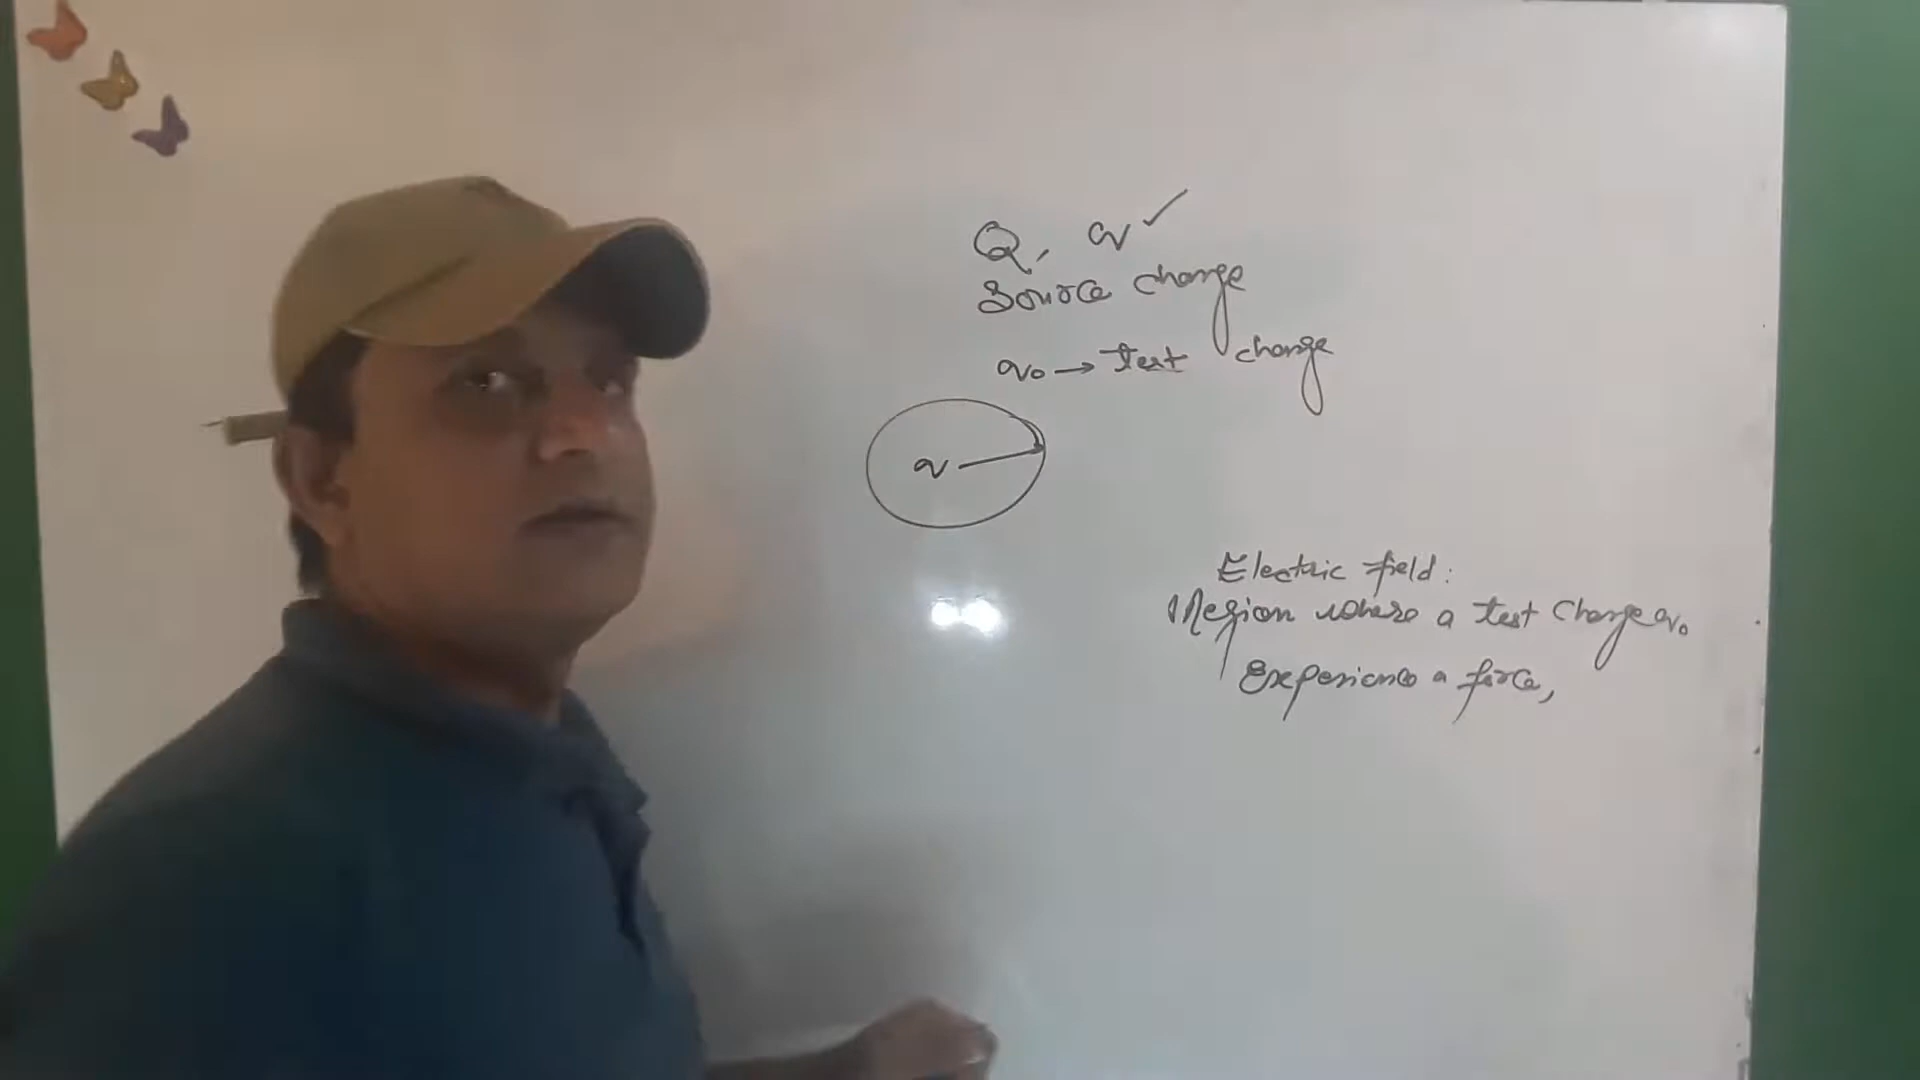 Q, q ✓
Source charge
q₀ → test charge
q
Electric field:
Region where a test charge q₀
Experience a force,